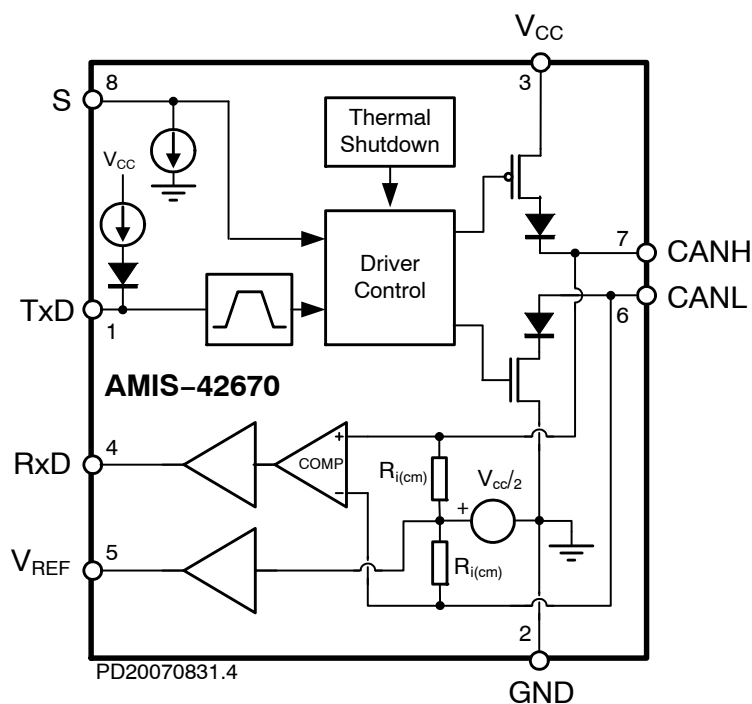 VCC
8
3
S
Thermal
Shutdown
VCC
7
CANH
Driver
Control
CANL
TxD
1
6
AMIS−42670
4
RxD
+
COMP
−
Ri(cm)
Vcc/2
+
5
VREF
Ri(cm)
2
PD20070831.4
GND